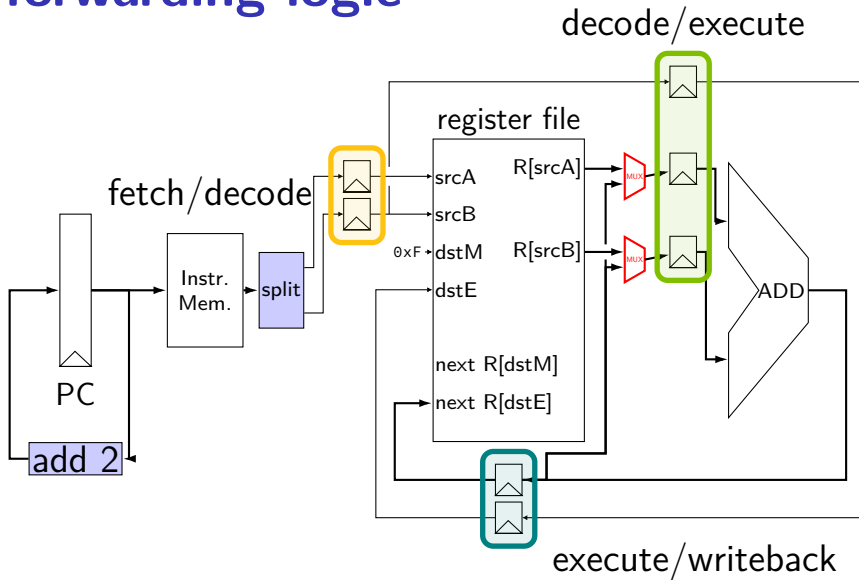 forwarding logic
decode/execute
register file
fetch/decode
srcA
R[srcA]
MUX
srcB
0xF
dstM
R[srcB]
MUX
Instr.
Mem.
split
dstE
ADD
next R[dstM]
PC
next R[dstE]
add 2
execute/writeback